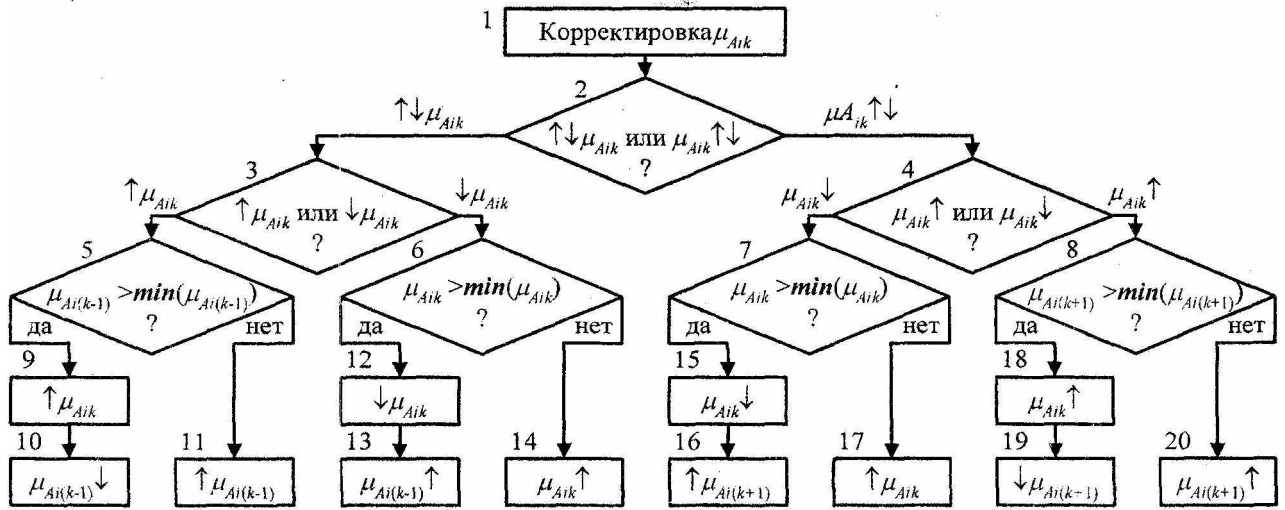 1
Корректировка μAik
2
↑↓μAik
↑↓μAik или μAik↑↓
?
μAik↑↓
3
↑μAik
↑μAik или ↓μAik
?
↓μAik
4
μAik↓
μAik↑ или μAik↓
?
μAik↑
5
μAi(k-1) >min(μAi(k-1))
?
да
нет
6
μAik >min(μAik)
?
да
нет
7
μAik >min(μAik)
?
да
нет
8
μAi(k+1) >min(μAi(k+1))
?
да
нет
9
↑μAik
12
↓μAik
15
μAik↓
18
μAik↑
10
μAi(k-1)↓
11
↑μAi(k-1)
13
μAi(k-1)↑
14
μAik↑
16
↑μAi(k+1)
17
↑μAik
19
↓μAi(k+1)
20
μAi(k+1)↑